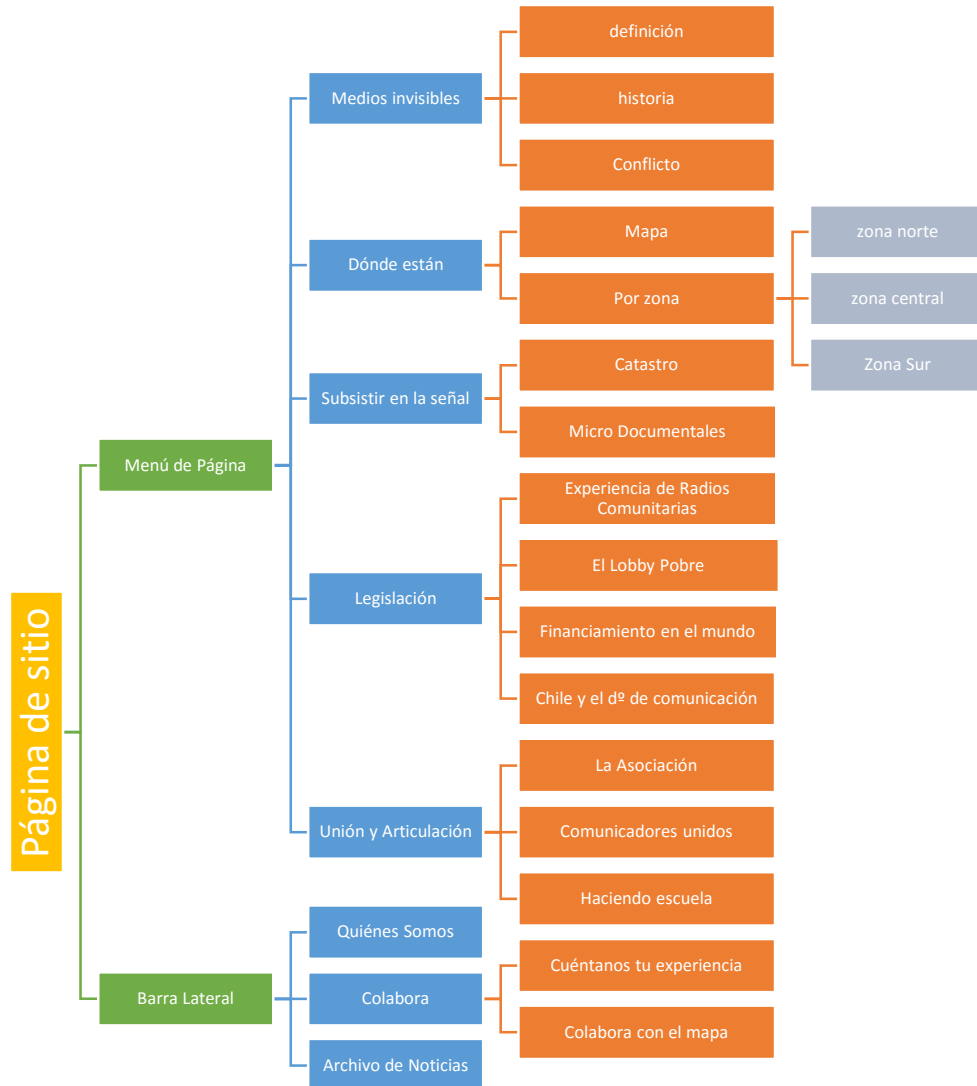 Página de sitio
Menú de Página
Medios invisibles
definición
historia
Conflicto
Dónde están
Mapa
Por zona
zona norte
zona central
Zona Sur
Subsistir en la señal
Catastro
Micro Documentales
Legislación
Experiencia de Radios
Comunitarias
El Lobby Pobre
Financiamiento en el mundo
Chile y el dº de comunicación
Unión y Articulación
La Asociación
Comunicadores unidos
Haciendo escuela
Barra Lateral
Quiénes Somos
Colabora
Cuéntanos tu experiencia
Colabora con el mapa
Archivo de Noticias